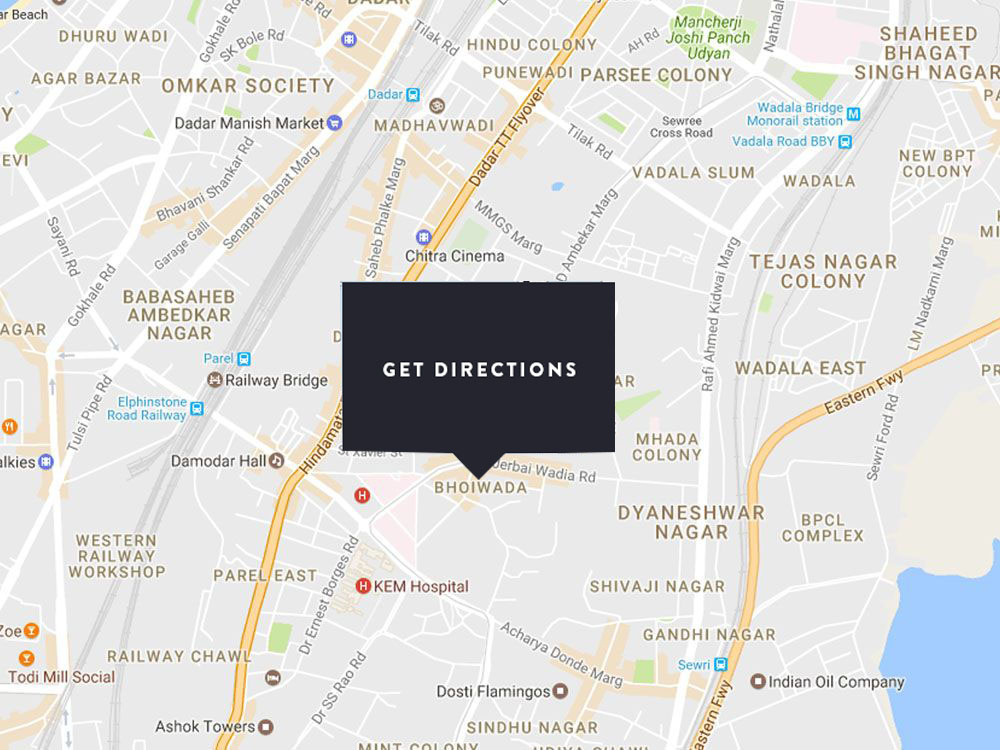 ar Beach
DADAR
DHURU WADI
Gokhale Rd
SK Bole Rd
Tilak Rd
HINDU COLONY
AH Rd
Mancherji
Joshi Panch
Udyan
Nathalal
SHAHEED
BHAGAT
SINGH NAGAR
AGAR BAZAR
OMKAR SOCIETY
PUNEWADI
PARSEE COLONY
Dadar
Dadar Manish Market
MADHAVWADI
Dadar TT Flyover
Sewree
Cross Road
Wadala Bridge
Monorail station
Vadala Road BBY
Tilak Rd
EVI
Y
PA
NEW BPT
COLONY
VADALA SLUM
WADALA
Bhavani Shankar Rd
Senapati Bapat Marg
Garage Galli
Saheb Phalke Marg
MMGS Marg
D Ambekar Marg
Sayani Rd
Gokhale Rd
Chitra Cinema
Rafi Ahmed Kidwai Marg
TEJAS NAGAR
COLONY
LM Nadkarni Marg
H
MI
BABASAHEB
AMBEDKAR
NAGAR
AGAR
D
Parel
Railway Bridge
Elphinstone
Road Railway
Tulsi Pipe Rd
GET DIRECTIONS
AR
WADALA EAST
Eastern Fwy
PR
Sewri Ford Rd
MHADA
COLONY
alkies
Damodar Hall
Hindamata
St Xavier St
Jerbai Wadia Rd
BHOIWADA
DYANESHWAR
NAGAR
BPCL
COMPLEX
WESTERN
RAILWAY
WORKSHOP
PAREL EAST
Dr Ernest Borges Rd
KEM Hospital
SHIVAJI NAGAR
Zoe
Todi Mill Social
RAILWAY CHAWL
Acharya Donde Marg
GANDHI NAGAR
Sewri
Indian Oil Company
Dr SS Rao Rd
Dosti Flamingos
Ashok Towers
SINDHU NAGAR
astern Fwy
MINT COLONY